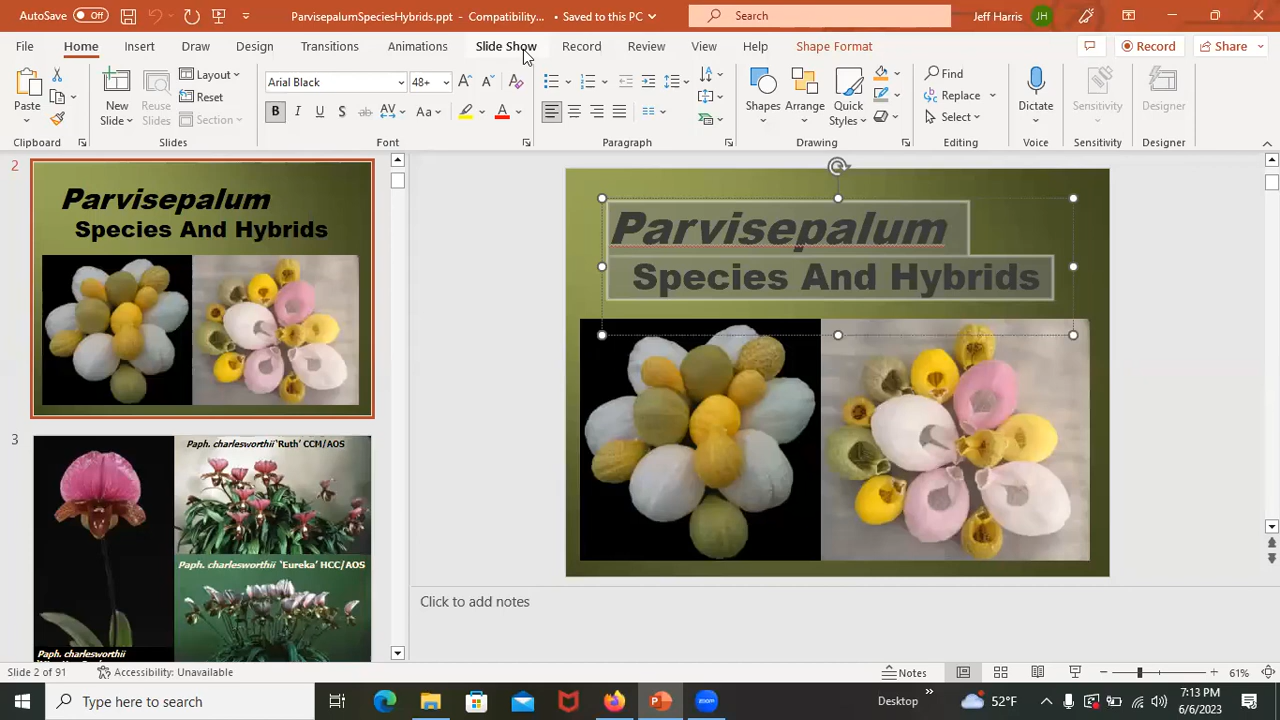 AutoSave Off ParvisepalumSpeciesHybrids.ppt - Compatibility... • Saved to this PC Search Jeff Harris JH
File Home Insert Draw Design Transitions Animations Slide Show Record Review View Help Shape Format Record Share
Paste New Slide Reuse Slides Layout Reset Section Arial Black 48+ Shapes Arrange Quick Styles Find Replace Select Dictate Sensitivity Designer
Clipboard Slides Font Paragraph Drawing Editing Voice Sensitivity Designer
2
Parvisepalum
Species And Hybrids
3
Paph. charlesworthii 'Ruth' CCM/AOS
Paph. charlesworthii 'Eureka' HCC/AOS
Paph. charlesworthii
Parvisepalum
Species And Hybrids
Click to add notes
Slide 2 of 91 Accessibility: Unavailable Notes 61%
Type here to search Desktop 52°F 7:13 PM
6/6/2023